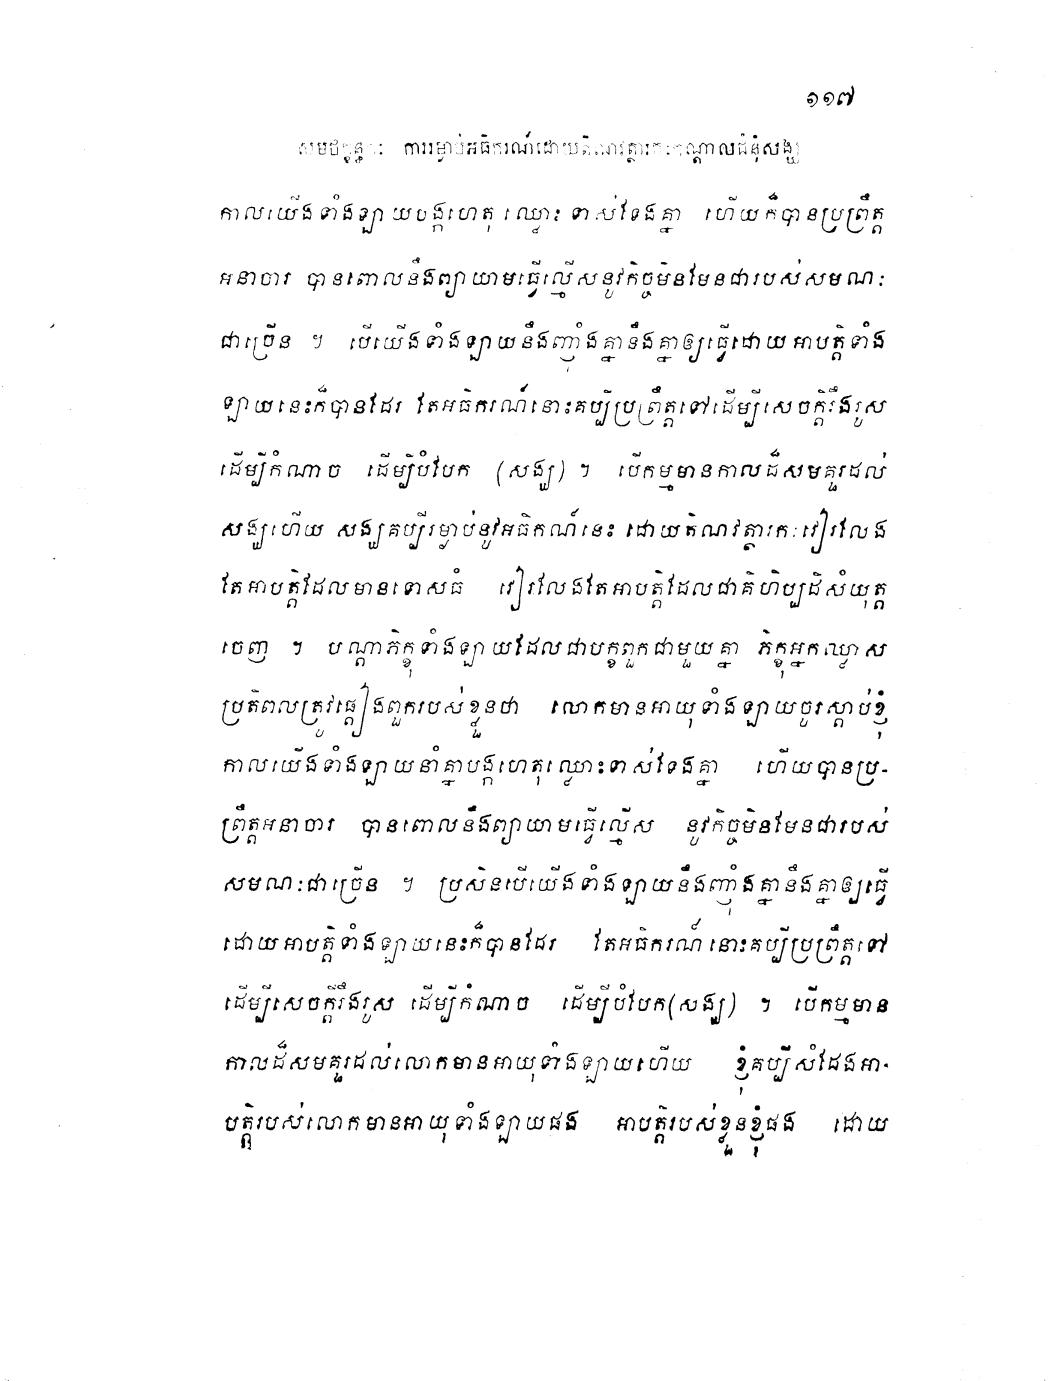 ១១៧
សមថក្ខន្ធកៈ ការរម្ងាប់អធិករណ៍ដោយតិណវត្ថារកៈកណ្តាលជំនុំសង្ឃ
កាលយើងទាំងឡាយបង្កហេតុ ឈ្លោះ ទាស់ទែងគ្នា ហើយក៏បានប្រព្រឹត្ត
អនាចារ បានពោលនឹងព្យាយាមធ្វើល្មើសនូវកិច្ចមិនមែនជារបស់សមណៈ
ជាច្រើន ។ បើយើងទាំងឡាយនឹងញ៉ាំងគ្នានឹងគ្នាឲ្យធ្វើដោយអាបត្តិទាំង
ឡាយនេះក៏បានដែរ តែអធិករណ៍នោះគប្បីប្រព្រឹត្តទៅដើម្បីសេចក្តីរឹងរូស
ដើម្បីកំណាច ដើម្បីបំបែក (សង្ឃ) ។ បើកម្មមានកាលដ៏សមគួរដល់
សង្ឃហើយ សង្ឃគប្បីរម្ងាប់នូវអធិកណ៍នេះ ដោយតិណវត្ថារកៈវៀរលែង
តែអាបត្តិដែលមានទោសធំ វៀរលែងតែអាបត្តិដែលជាគិហិប្បដិសំយុត្ត
ចេញ ។ បណ្តាភិក្ខុទាំងឡាយដែលជាបក្ខពួកជាមួយគ្នា ភិក្ខុអ្នកឈ្លាស
ប្រតិពលត្រូវផ្តៀងពួករបស់ខ្លួនថា លោកមានអាយុទាំងឡាយចូរស្តាប់ខ្ញុំ
កាលយើងទាំងឡាយនាំគ្នាបង្កហេតុឈ្លោះទាស់ទែងគ្នា ហើយបានប្រ-
ព្រឹត្តអនាចារ បានពោលនឹងព្យាយាមធ្វើល្មើស នូវកិច្ចមិនមែនជារបស់
សមណៈជាច្រើន ។ ប្រសិនបើយើងទាំងឡាយនឹងញ៉ាំងគ្នានឹងគ្នាឲ្យធ្វើ
ដោយអាបត្តិទាំងឡាយនេះក៏បានដែរ តែអធិករណ៍នោះគប្បីប្រព្រឹត្តទៅ
ដើម្បីសេចក្តីរឹងរូស ដើម្បីកំណាច ដើម្បីបំបែក(សង្ឃ) ។ បើកម្មមាន
កាលដ៏សមគួរដល់លោកមានអាយុទាំងឡាយហើយ ខ្ញុំគប្បីសំដែងអា-
បត្តិរបស់លោកមានអាយុទាំងឡាយផង អាបត្តិរបស់ខ្លួនខ្ញុំផង ដោយ